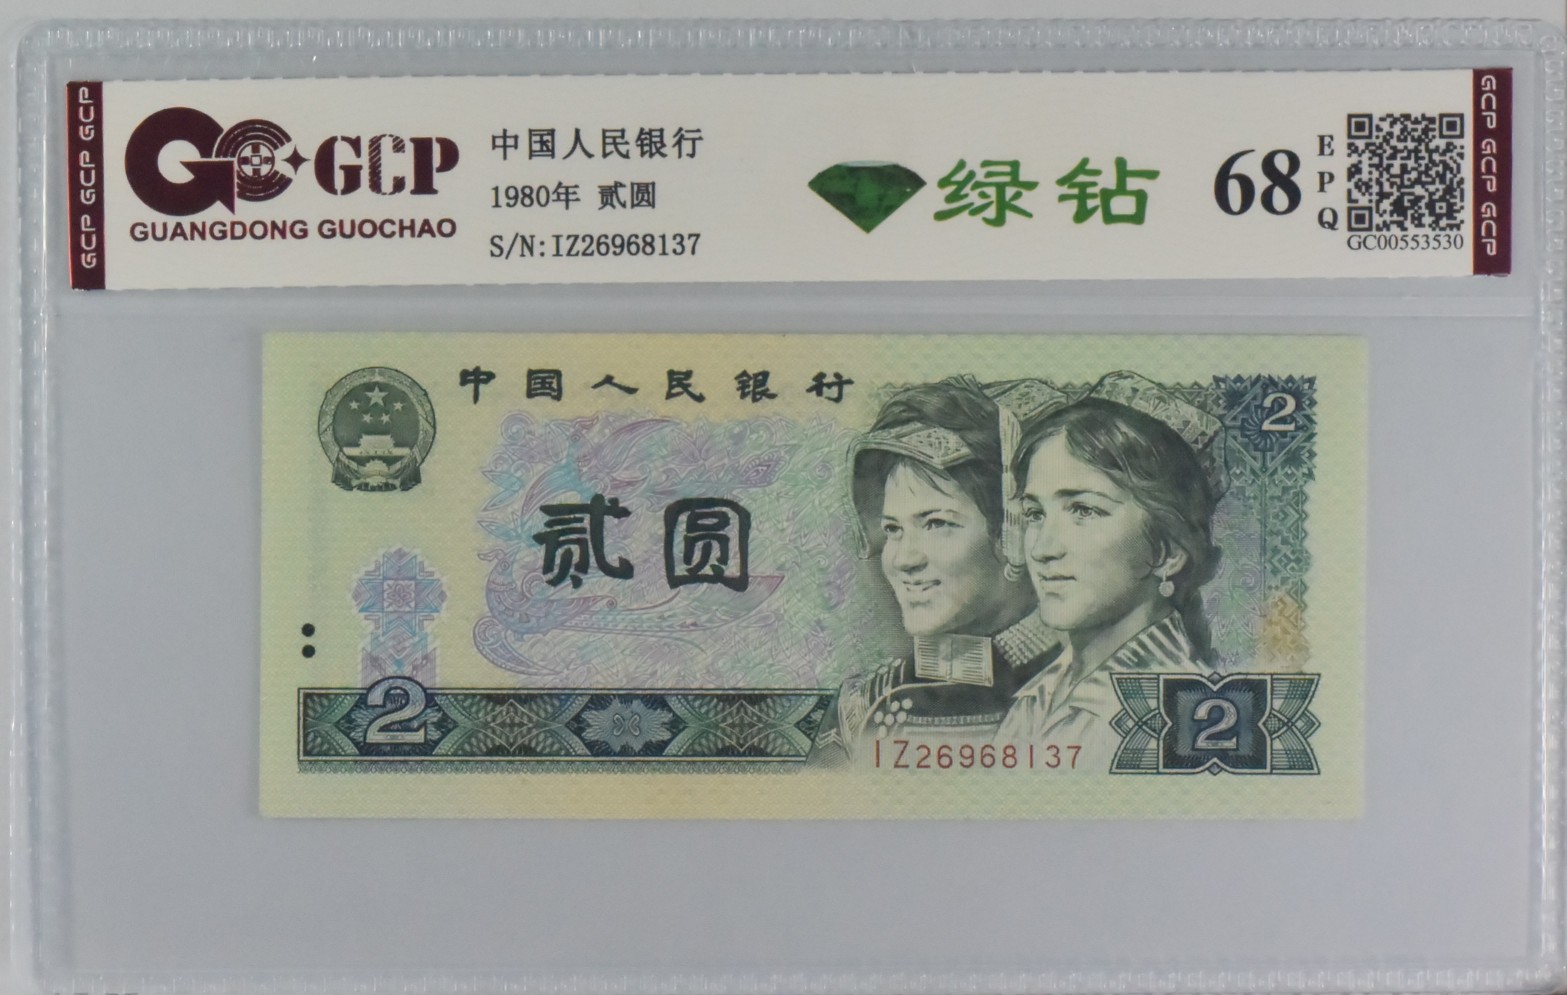 GCP GCP GCP
GCP
GUANGDONG GUOCHAO
中国人民银行
1980年 贰圆
S/N:IZ26968137
绿钻
68
EPQ
GC00553530
GCP GCP GCP
中国人民银行
2
贰圆
2
2
IZ26968137